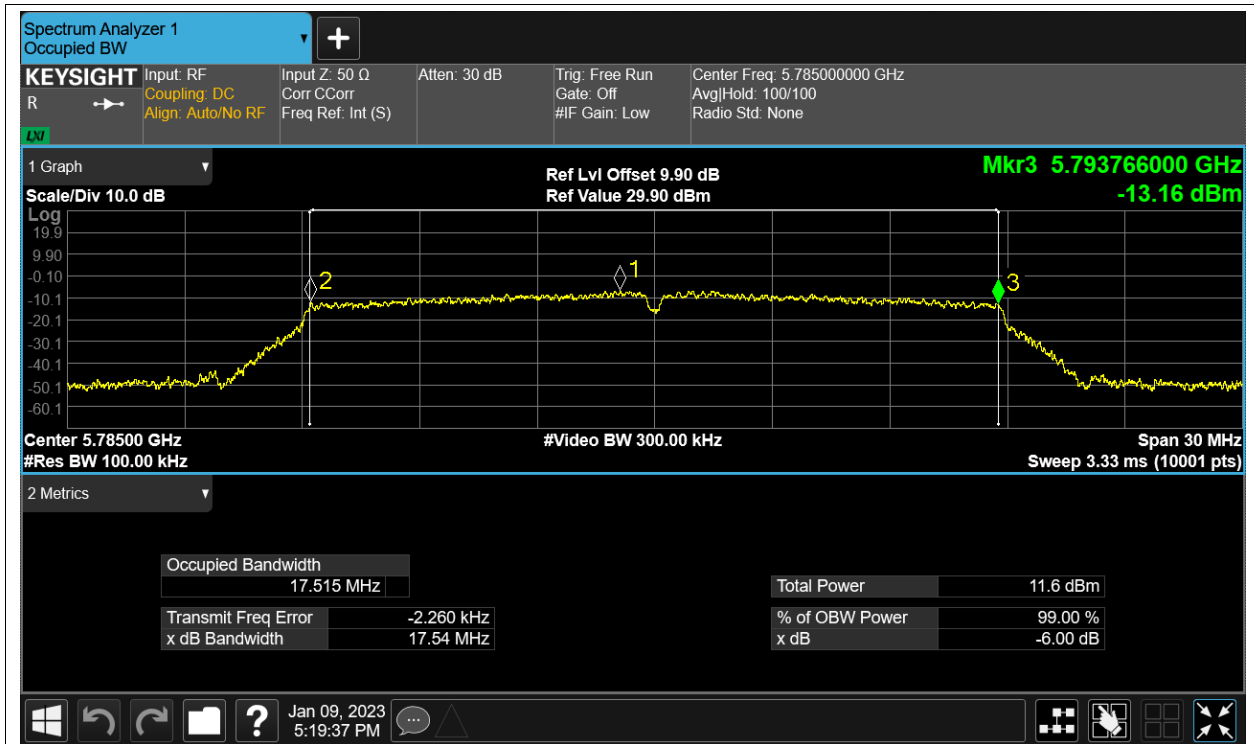 Spectrum Analyzer 1
Occupied BW
KEYSIGHT
R
LXI
Input: RF
Coupling: DC
Align: Auto/No RF
Input Z: 50 Ω
Corr CCorr
Freq Ref: Int (S)
Atten: 30 dB
Trig: Free Run
Gate: Off
#IF Gain: Low
Center Freq: 5.785000000 GHz
Avg|Hold: 100/100
Radio Std: None
1 Graph
Scale/Div 10.0 dB
Ref Lvl Offset 9.90 dB
Ref Value 29.90 dBm
Mkr3 5.793766000 GHz
-13.16 dBm
Log
19.9
9.90
-0.10
-10.1
-20.1
-30.1
-40.1
-50.1
-60.1
2
1
3
Center 5.78500 GHz
#Video BW 300.00 kHz
Span 30 MHz
#Res BW 100.00 kHz
Sweep 3.33 ms (10001 pts)
2 Metrics
Occupied Bandwidth
17.515 MHz
Total Power 11.6 dBm
Transmit Freq Error -2.260 kHz
% of OBW Power 99.00 %
x dB Bandwidth 17.54 MHz
x dB -6.00 dB
?
Jan 09, 2023
5:19:37 PM